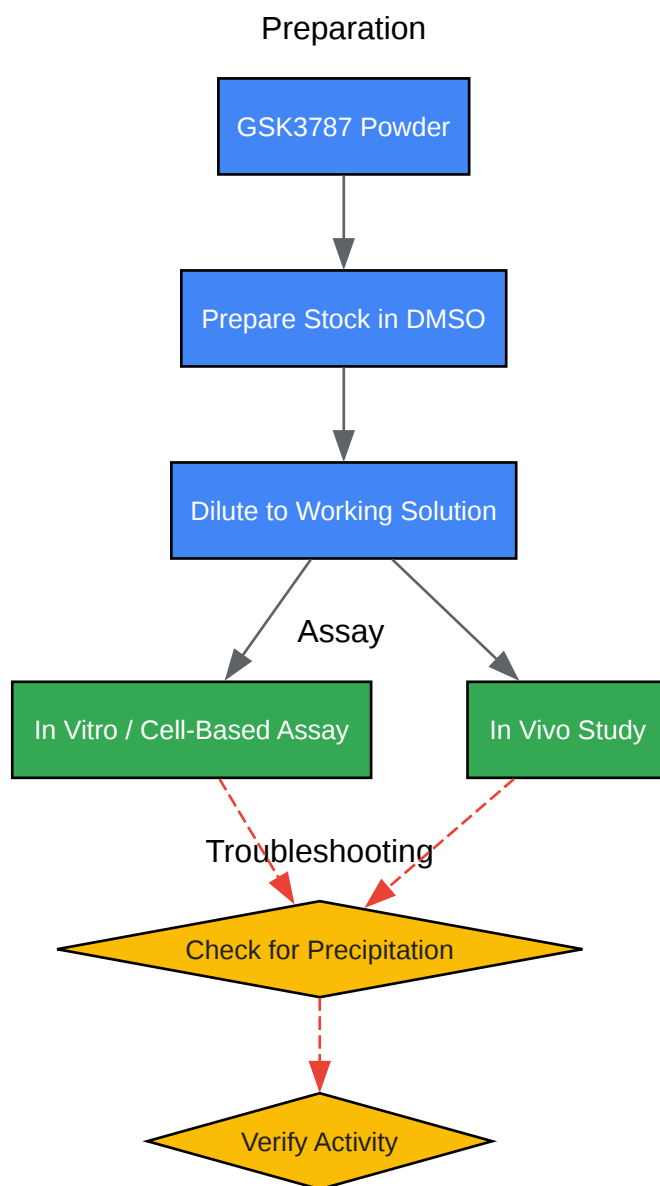 Preparation
GSK3787 Powder
Prepare Stock in DMSO
Dilute to Working Solution
Assay
In Vitro / Cell-Based Assay
In Vivo Study
Troubleshooting
Check for Precipitation
Verify Activity